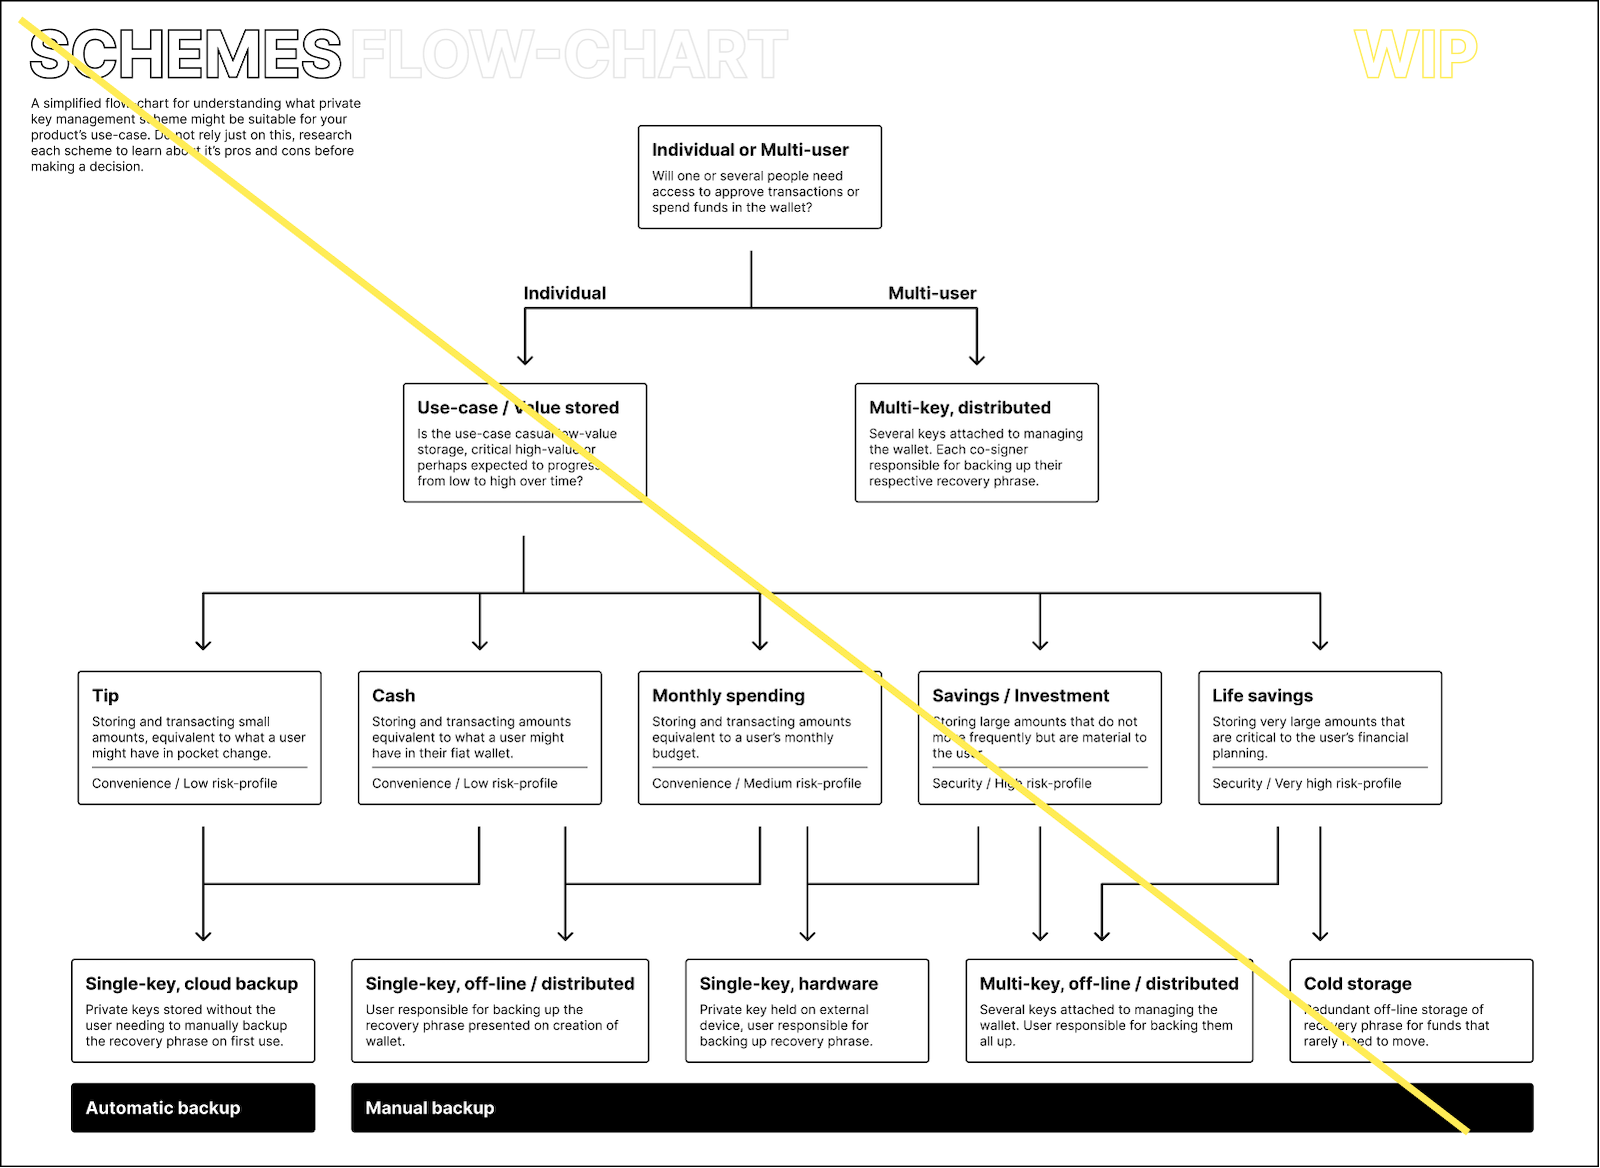 SCHEMES FLOW-CHART
WIP
A simplified flow-chart for understanding what private
key management scheme might be suitable for your
product's use-case. Do not rely just on this, research
each scheme to learn about it's pros and cons before
making a decision.
Individual or Multi-user
Will one or several people need
access to approve transactions or
spend funds in the wallet?
Individual
Multi-user
Use-case / Value stored
Is the use-case casual low-value
storage, critical high-value or
perhaps expected to progress
from low to high over time?
Multi-key, distributed
Several keys attached to managing
the wallet. Each co-signer
responsible for backing up their
respective recovery phrase.
Tip
Storing and transacting small
amounts, equivalent to what a user
might have in pocket change.
Convenience / Low risk-profile
Cash
Storing and transacting amounts
equivalent to what a user might
have in their fiat wallet.
Convenience / Low risk-profile
Monthly spending
Storing and transacting amounts
equivalent to a user's monthly
budget.
Convenience / Medium risk-profile
Savings / Investment
Storing large amounts that do not
move frequently but are material to
the user.
Security / High risk-profile
Life savings
Storing very large amounts that
are critical to the user's financial
planning.
Security / Very high risk-profile
Single-key, cloud backup
Private keys stored without the
user needing to manually backup
the recovery phrase on first use.
Single-key, off-line / distributed
User responsible for backing up the
recovery phrase presented on creation of
wallet.
Single-key, hardware
Private key held on external
device, user responsible for
backing up recovery phrase.
Multi-key, off-line / distributed
Several keys attached to managing the
wallet. User responsible for backing them
all up.
Cold storage
Redundant off-line storage of
recovery phrase for funds that
rarely need to move.
Automatic backup
Manual backup